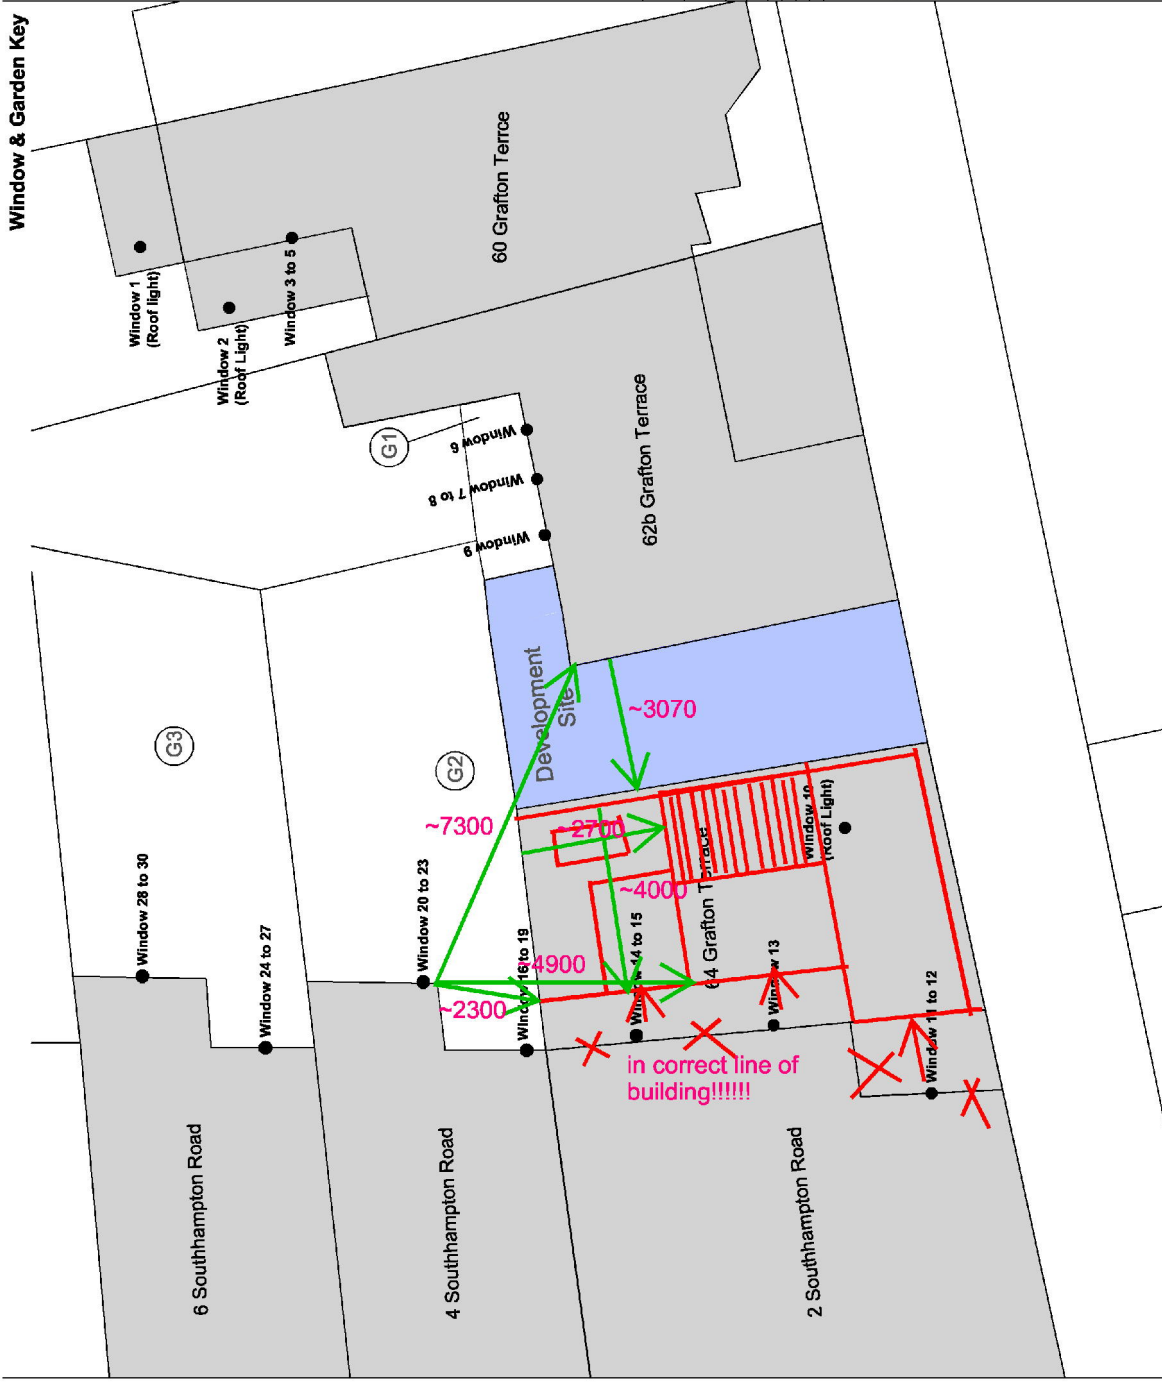 Window & Garden Key
60 Grafton Terrce
Window 1
(Roof light)
Window 2
(Roof Light)
Window 3 to 5
G1
Window 6
Window 7 to 8
Window 9
62b Grafton Terrace
Development
Site
G3
G2
~3070
~7300
~2700
~4000
~4900
~2300
Window 10
(Roof Light)
64 Grafton Terrace
Window 28 to 30
Window 24 to 27
Window 20 to 23
Window 16 to 19
Window 14 to 15
Window 13
Window 11 to 12
in correct line of
building!!!!!!
6 Southhampton Road
4 Southhampton Road
2 Southhampton Road